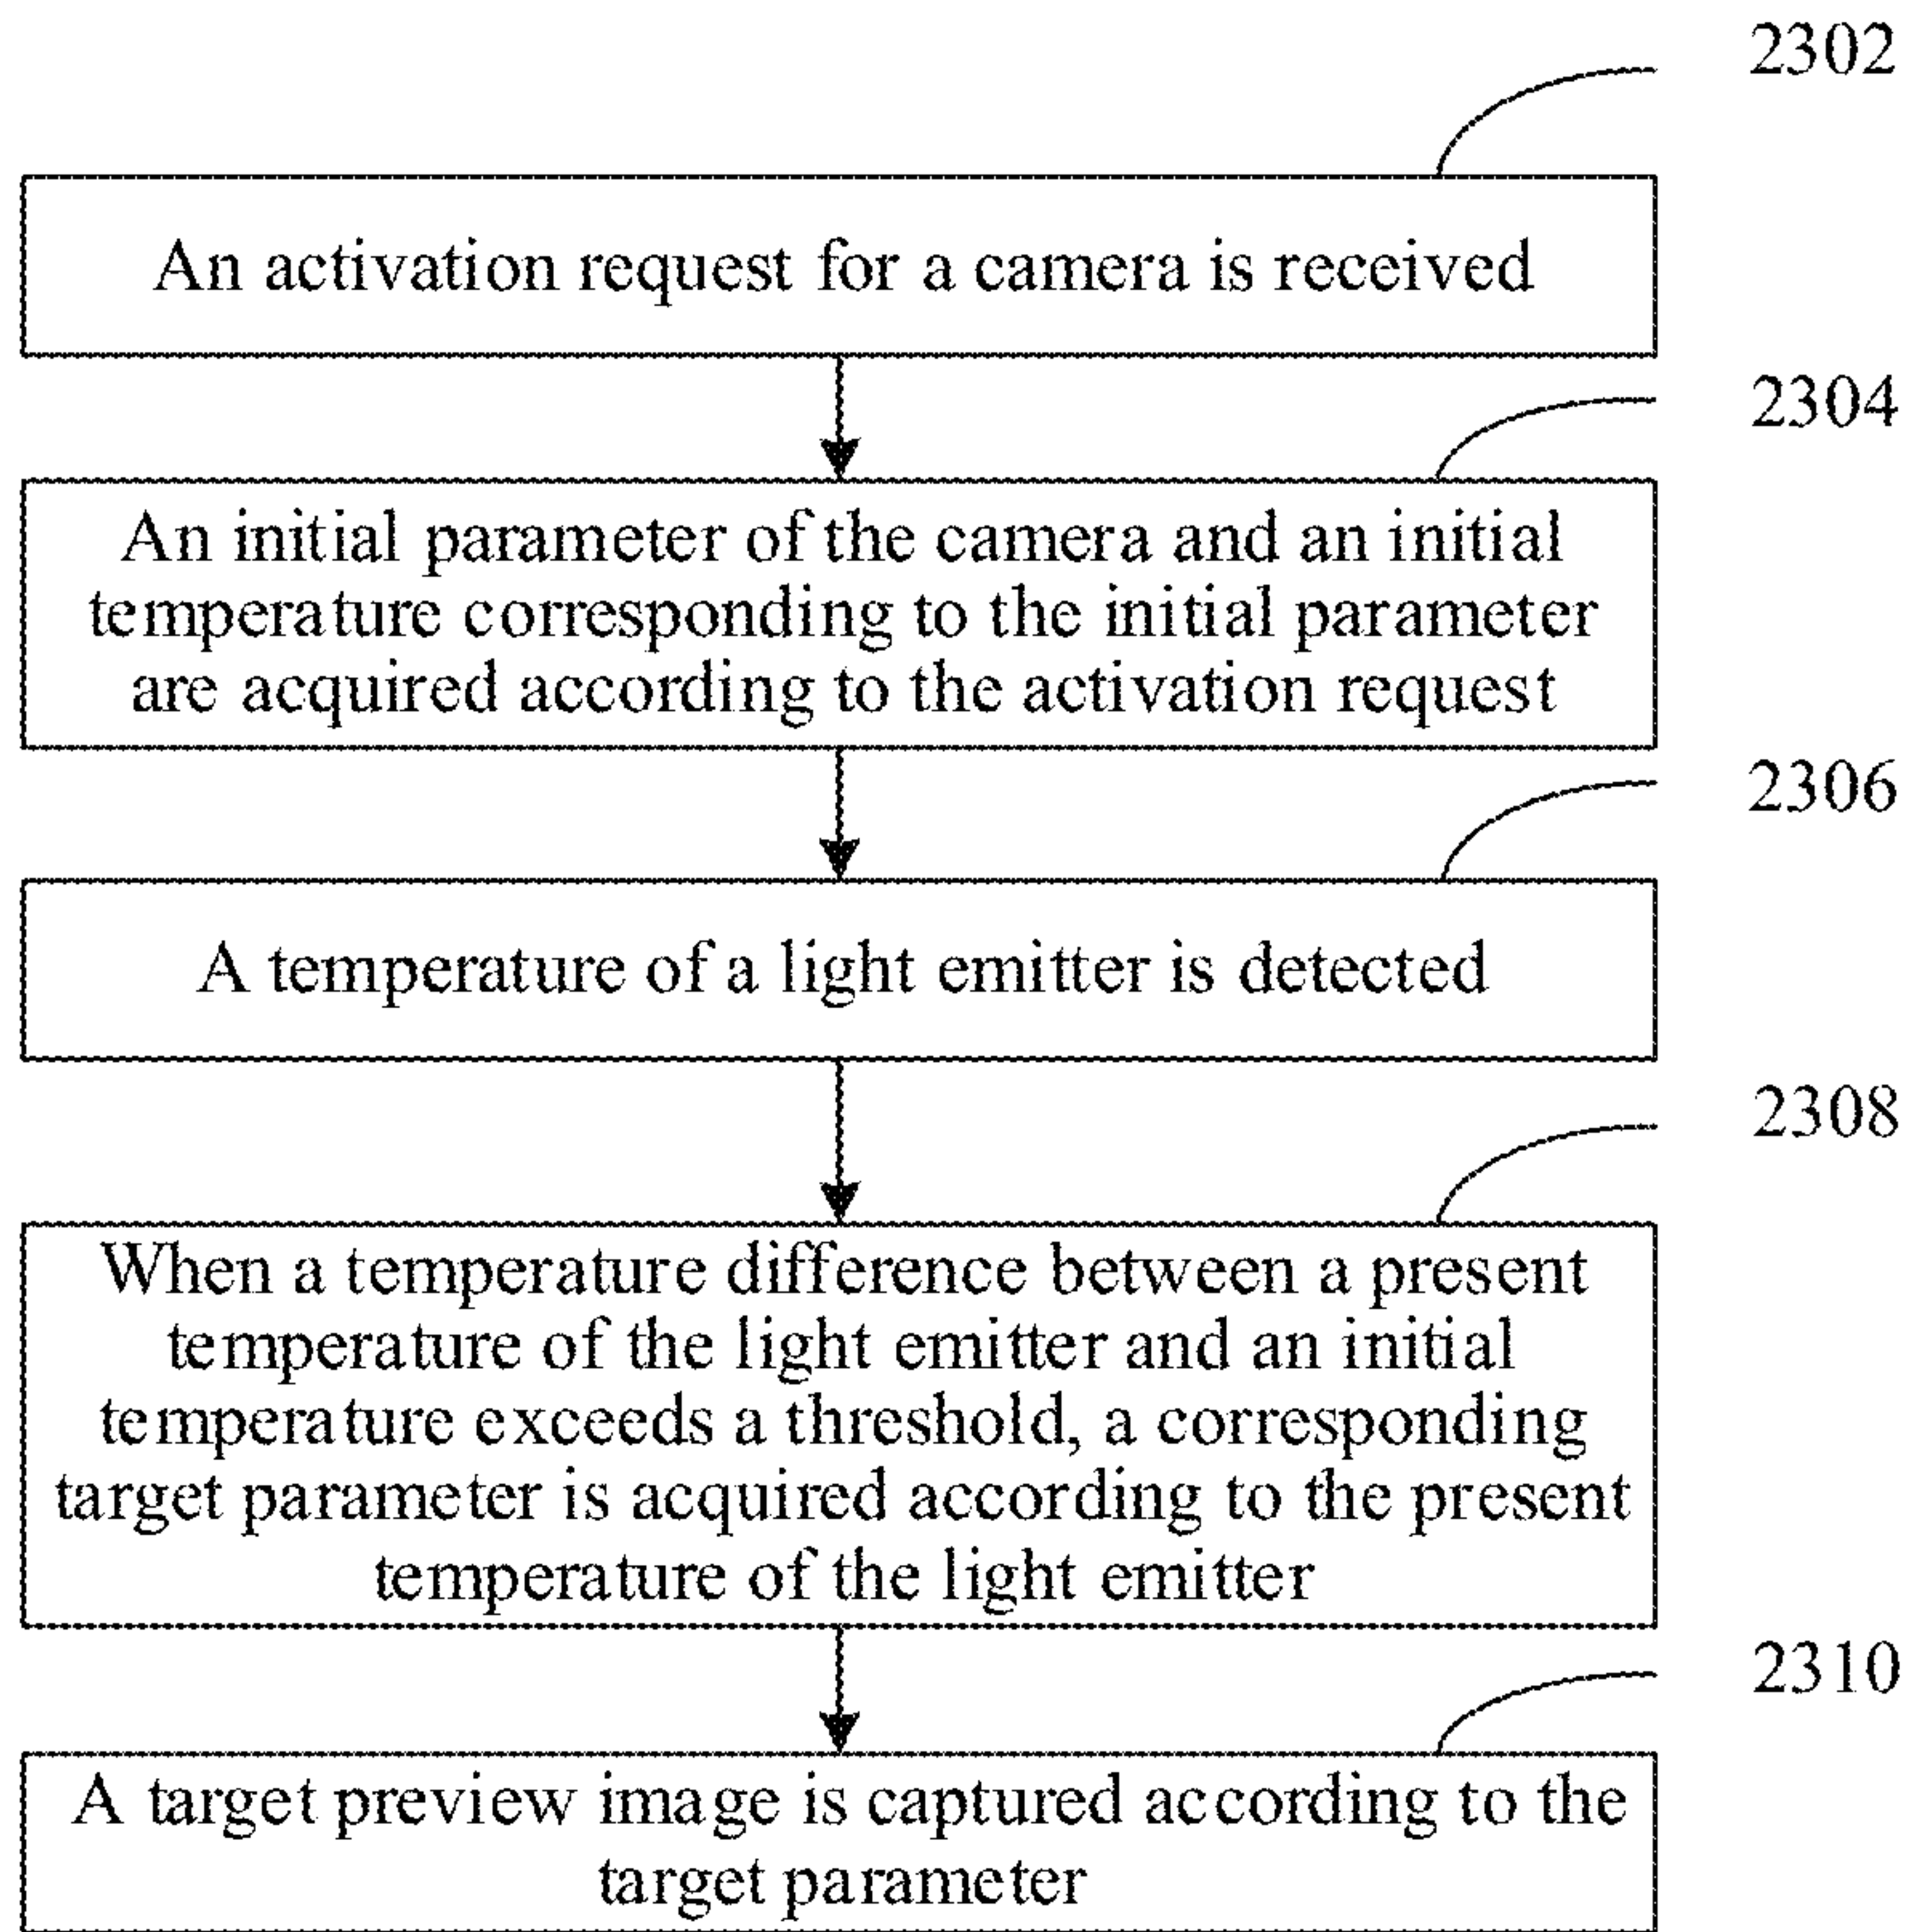 2302
An activation request for a camera is received
2304
An initial parameter of the camera and an initial
temperature corresponding to the initial parameter
are acquired according to the activation request
2306
A temperature of a light emitter is detected
2308
When a temperature difference between a present
temperature of the light emitter and an initial
temperature exceeds a threshold, a corresponding
target parameter is acquired according to the present
temperature of the light emitter
2310
A target preview image is captured according to the
target parameter